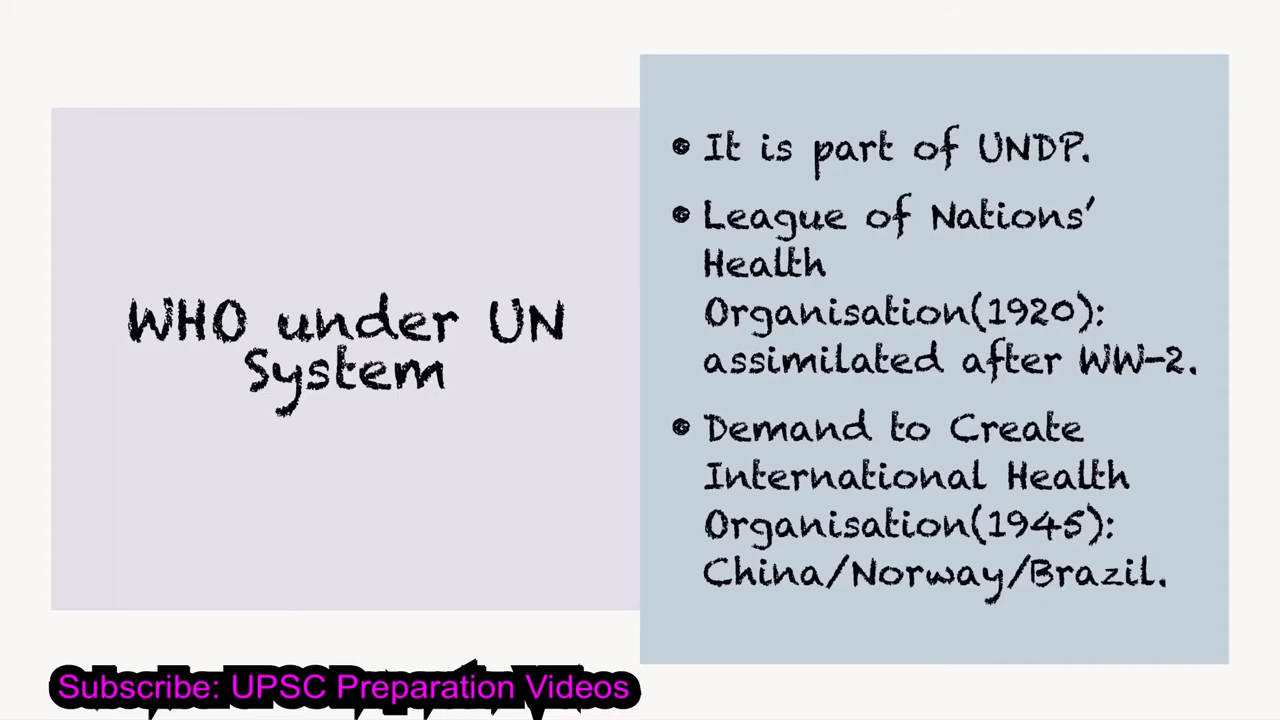 WHO under UN
System
• It is part of UNDP.
• League of Nations'
Health
Organisation(1920):
assimilated after WW-2.
• Demand to Create
International Health
Organisation(1945):
China/Norway/Brazil.
Subscribe: UPSC Preparation Videos